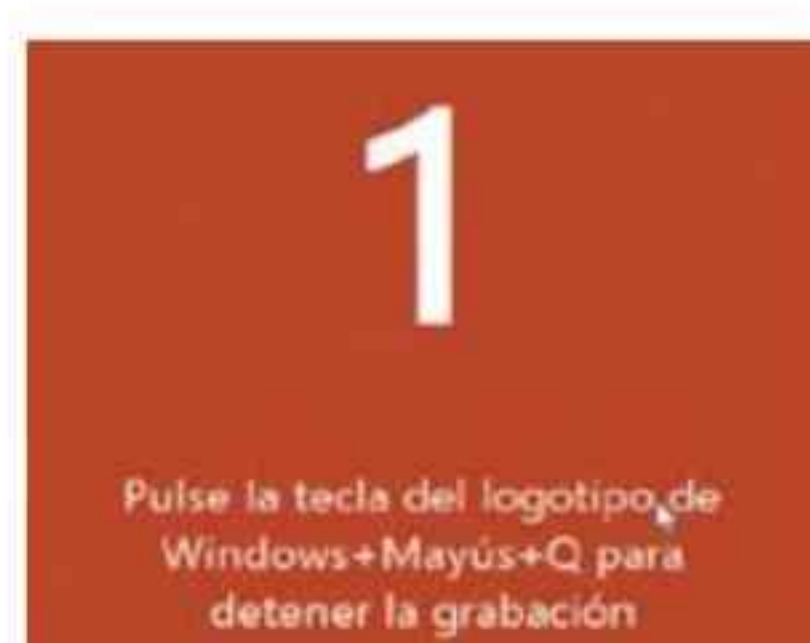 1
Pulse la tecla del logotipo de
Windows+Mayús+Q para
detener la grabación